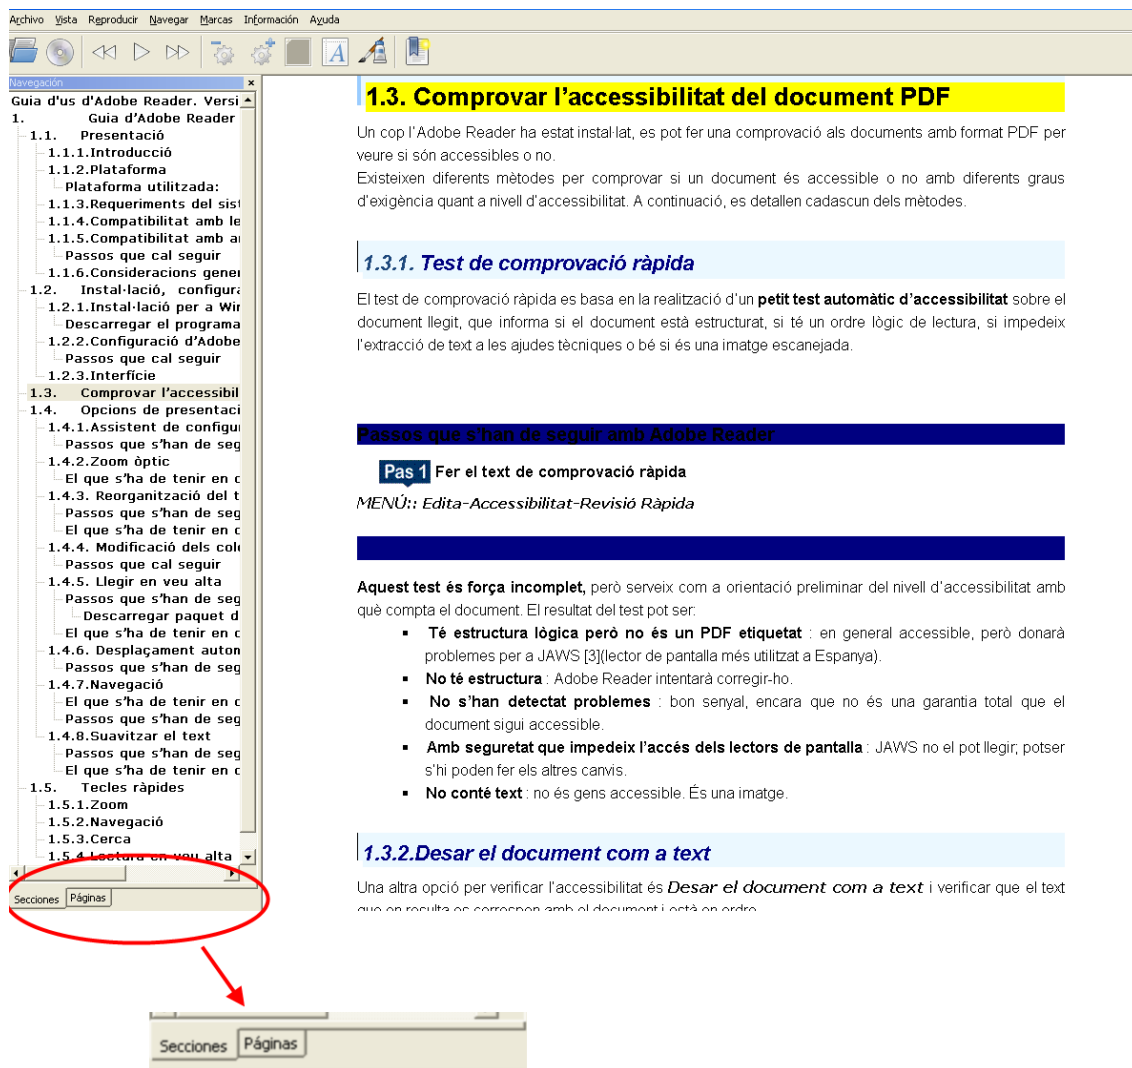 Archivo Vista Reproducir Navegar Marcas Información Ayuda
Navegación
Guia d'us d'Adobe Reader. Versi
1. Guia d'Adobe Reader
1.1. Presentació
1.1.1.Introducció
1.1.2.Plataforma
Plataforma utilitzada:
1.1.3.Requeriments del sis
1.1.4.Compatibilitat amb le
1.1.5.Compatibilitat amb a
Passos que cal seguir
1.1.6.Consideracions gene
1.2. Instal·lació, configura
1.2.1.Instal·lació per a Wir
Descarregar el programa
1.2.2.Configuració d'Adobe
Passos que cal seguir
1.2.3.Interfície
1.3. Comprovar l'accessibil
1.4. Opcions de presentaci
1.4.1.Assistent de configu
Passos que s'han de seg
1.4.2.Zoom òptic
El que s'ha de tenir en c
1.4.3. Reorganització del t
Passos que s'han de seg
El que s'ha de tenir en c
1.4.4. Modificació dels col
Passos que cal seguir
1.4.5. Llegir en veu alta
Passos que s'han de seg
Descarregar paquet d
El que s'ha de tenir en c
1.4.6. Desplaçament auton
Passos que s'han de seg
1.4.7.Navegació
El que s'ha de tenir en c
Passos que s'han de seg
1.4.8.Suavitzar el text
Passos que s'han de seg
El que s'ha de tenir en c
1.5. Tecles ràpides
1.5.1.Zoom
1.5.2.Navegació
1.5.3.Cerca
1.5.4.Lectura en veu alta
Secciones Páginas
1.3. Comprovar l'accessibilitat del document PDF
Un cop l'Adobe Reader ha estat instal·lat, es pot fer una comprovació als documents amb format PDF per
veure si són accessibles o no.
Existeixen diferents mètodes per comprovar si un document és accessible o no amb diferents graus
d'exigència quant a nivell d'accessibilitat. A continuació, es detallen cadascun dels mètodes.
1.3.1. Test de comprovació ràpida
El test de comprovació ràpida es basa en la realització d'un petit test automàtic d'accessibilitat sobre el
document llegit, que informa si el document està estructurat, si té un ordre lògic de lectura, si impedeix
l'extracció de text a les ajudes tècniques o bé si és una imatge escanejada.
Passos que s'han de seguir amb Adobe Reader
Pas 1 Fer el text de comprovació ràpida
MENÚ:: Edita-Accessibilitat-Revisió Ràpida
Aquest test és força incomplet, però serveix com a orientació preliminar del nivell d'accessibilitat amb
què compta el document. El resultat del test pot ser:
▪ Té estructura lògica però no és un PDF etiquetat : en general accessible, però donarà
problemes per a JAWS [3](lector de pantalla més utilitzat a Espanya).
▪ No té estructura : Adobe Reader intentarà corregir-ho.
▪ No s'han detectat problemes : bon senyal, encara que no és una garantia total que el
document sigui accessible.
▪ Amb seguretat que impedeix l'accés dels lectors de pantalla : JAWS no el pot llegir; potser
s'hi poden fer els altres canvis.
▪ No conté text : no és gens accessible. És una imatge.
1.3.2.Desar el document com a text
Una altra opció per verificar l'accessibilitat és Desar el document com a text i verificar que el text
que en resulta es correspon amb el document i està en ordre.
Secciones Páginas